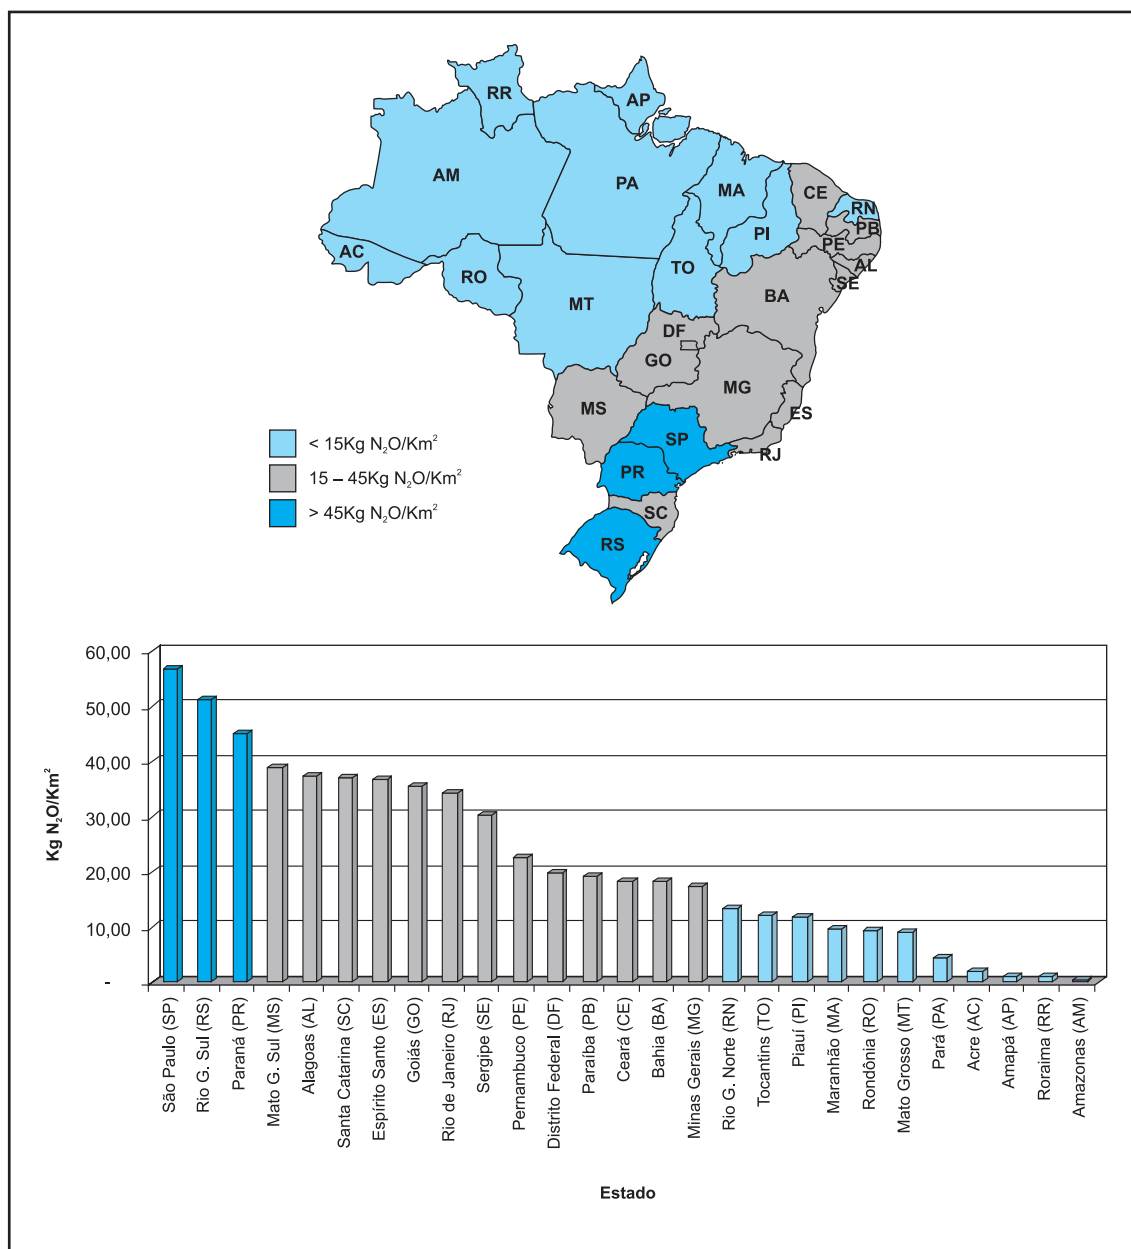 RR
AP
AM
PA
MA
CE
RN
PI
PB
PE
AC
TO
AL
RO
SE
MT
BA
DF
GO
MG
MS
ES
SP
RJ
PR
SC
RS
< 15Kg N₂O/Km²
15 – 45Kg N₂O/Km²
> 45Kg N₂O/Km²
60,00
50,00
40,00
30,00
20,00
10,00
-
Kg N₂O/Km²
São Paulo (SP)
Rio G. Sul (RS)
Paraná (PR)
Mato G. Sul (MS)
Alagoas (AL)
Santa Catarina (SC)
Espírito Santo (ES)
Goiás (GO)
Rio de Janeiro (RJ)
Sergipe (SE)
Pernambuco (PE)
Distrito Federal (DF)
Paraíba (PB)
Ceará (CE)
Bahia (BA)
Minas Gerais (MG)
Rio G. Norte (RN)
Tocantins (TO)
Piauí (PI)
Maranhão (MA)
Rondônia (RO)
Mato Grosso (MT)
Pará (PA)
Acre (AC)
Amapá (AP)
Roraima (RR)
Amazonas (AM)
Estado